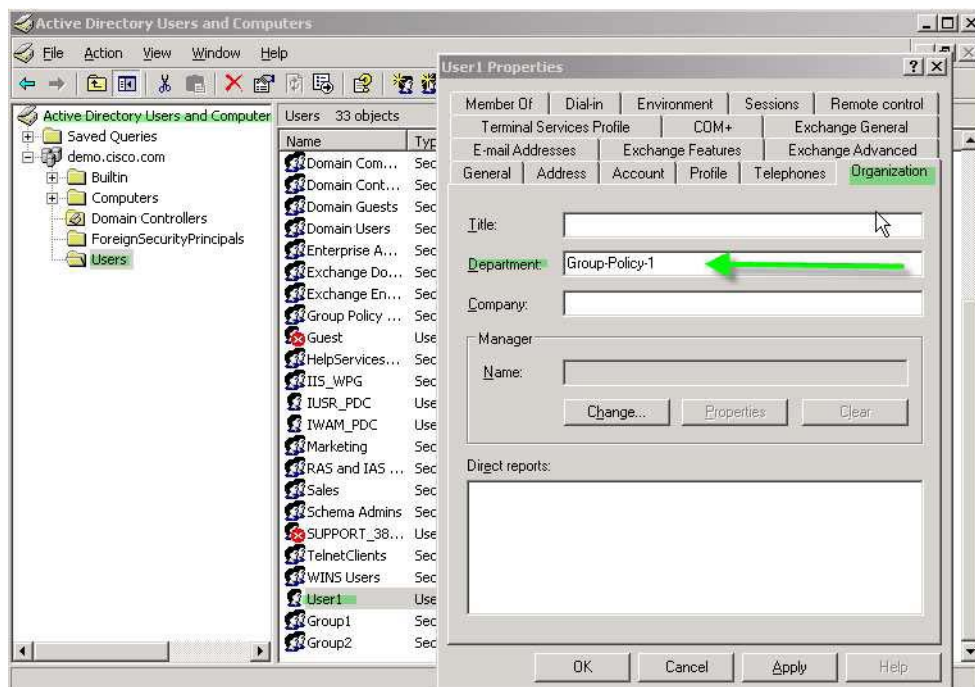 Active Directory Users and Computers
File Action View Window Help
Active Directory Users and Computer
Saved Queries
demo.cisco.com
Builtin
Computers
Domain Controllers
ForeignSecurityPrincipals
Users
Users 33 objects
Name Typ
Domain Com... Sec
Domain Cont... Sec
Domain Guests Sec
Domain Users Sec
Enterprise A... Sec
Exchange Do... Sec
Exchange En... Sec
Group Policy ... Sec
Guest Use
HelpServices... Sec
IIS_WPG Sec
IUSR_PDC Use
IWAM_PDC Use
Marketing Sec
RAS and IAS ... Sec
Sales Sec
Schema Admins Sec
SUPPORT_38... Use
TelnetClients Sec
WINS Users Sec
User1 Use
Group1 Sec
Group2 Sec
User1 Properties
Member Of Dial-in Environment Sessions Remote control
Terminal Services Profile COM+ Exchange General
E-mail Addresses Exchange Features Exchange Advanced
General Address Account Profile Telephones Organization
Title:
Department: Group-Policy-1
Company:
Manager
Name:
Change... Properties Clear
Direct reports:
OK Cancel Apply Help